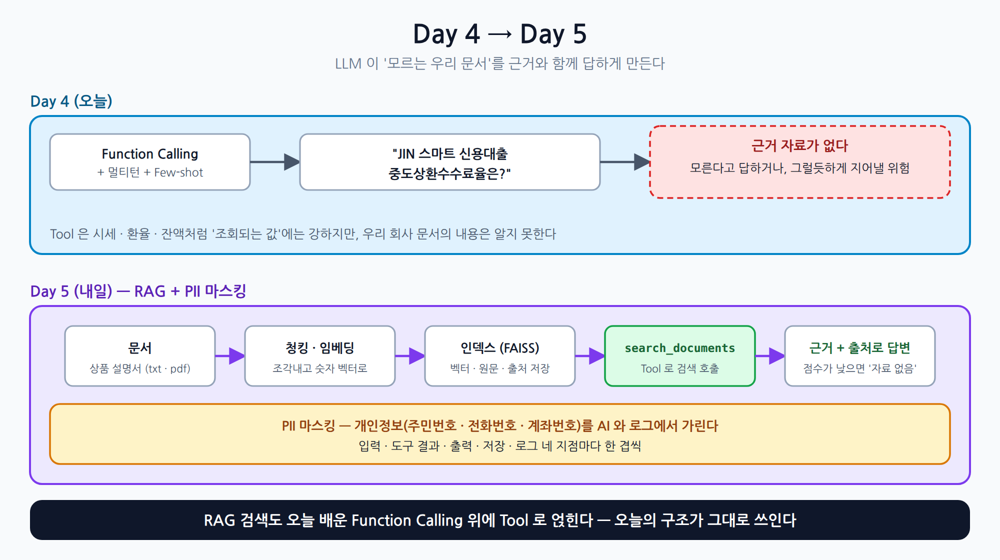 Day 4 → Day 5
LLM 이 '모르는 우리 문서'를 근거와 함께 답하게 만든다
Day 4 (오늘)
Function Calling
+ 멀티턴 + Few-shot
"JIN 스마트 신용대출
중도상환수수료율은?"
근거 자료가 없다
모른다고 답하거나, 그럴듯하게 지어낼 위험
Tool 은 시세 · 환율 · 잔액처럼 '조회되는 값'에는 강하지만, 우리 회사 문서의 내용은 알지 못한다
Day 5 (내일) — RAG + PII 마스킹
문서
상품 설명서 (txt · pdf)
청킹 · 임베딩
조각내고 숫자 벡터로
인덱스 (FAISS)
벡터 · 원문 · 출처 저장
search_documents
Tool 로 검색 호출
근거 + 출처로 답변
점수가 낮으면 '자료 없음'
PII 마스킹 — 개인정보(주민번호 · 전화번호 · 계좌번호)를 AI 와 로그에서 가린다
입력 · 도구 결과 · 출력 · 저장 · 로그 네 지점마다 한 겹씩
RAG 검색도 오늘 배운 Function Calling 위에 Tool 로 얹힌다 — 오늘의 구조가 그대로 쓰인다